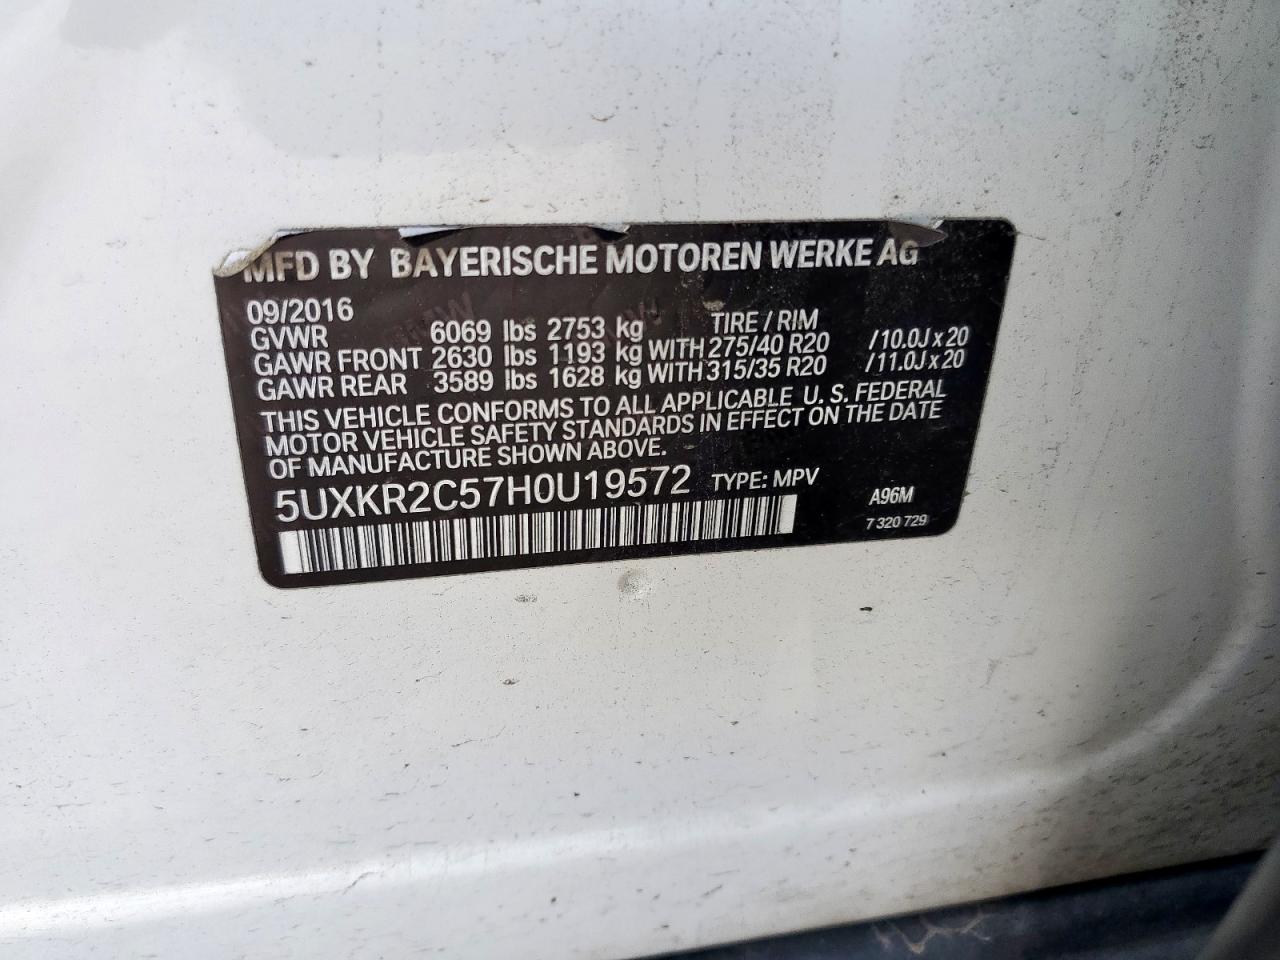 MFD BY BAYERISCHE MOTOREN WERKE AG
09/2016
GVWR 6069 lbs 2753 kg TIRE / RIM
GAWR FRONT 2630 lbs 1193 kg WITH 275/40 R20 /10.0J x 20
GAWR REAR 3589 lbs 1628 kg WITH 315/35 R20 /11.0J x 20
THIS VEHICLE CONFORMS TO ALL APPLICABLE U. S. FEDERAL
MOTOR VEHICLE SAFETY STANDARDS IN EFFECT ON THE DATE
OF MANUFACTURE SHOWN ABOVE.
5UXKR2C57H0U19572 TYPE: MPV A96M
7 320 729